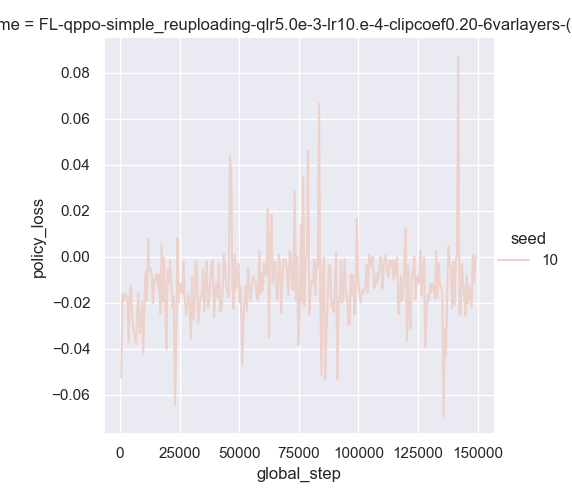 me = FL-qppo-simple_reuploading-qlr5.0e-3-lr10.e-4-clipcoef0.20-6varlayers-(
0.08
0.06
0.04
0.02
0.00
−0.02
−0.04
−0.06
policy_loss
0 25000 50000 75000 100000 125000 150000
global_step
seed
10